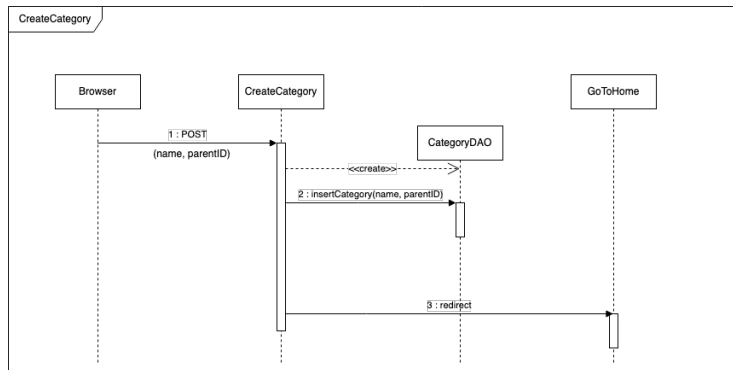 CreateCategory
Browser
CreateCategory
GoToHome
1 : POST
(name, parentID)
CategoryDAO
<<create>>
2 : insertCategory(name, parentID)
3 : redirect